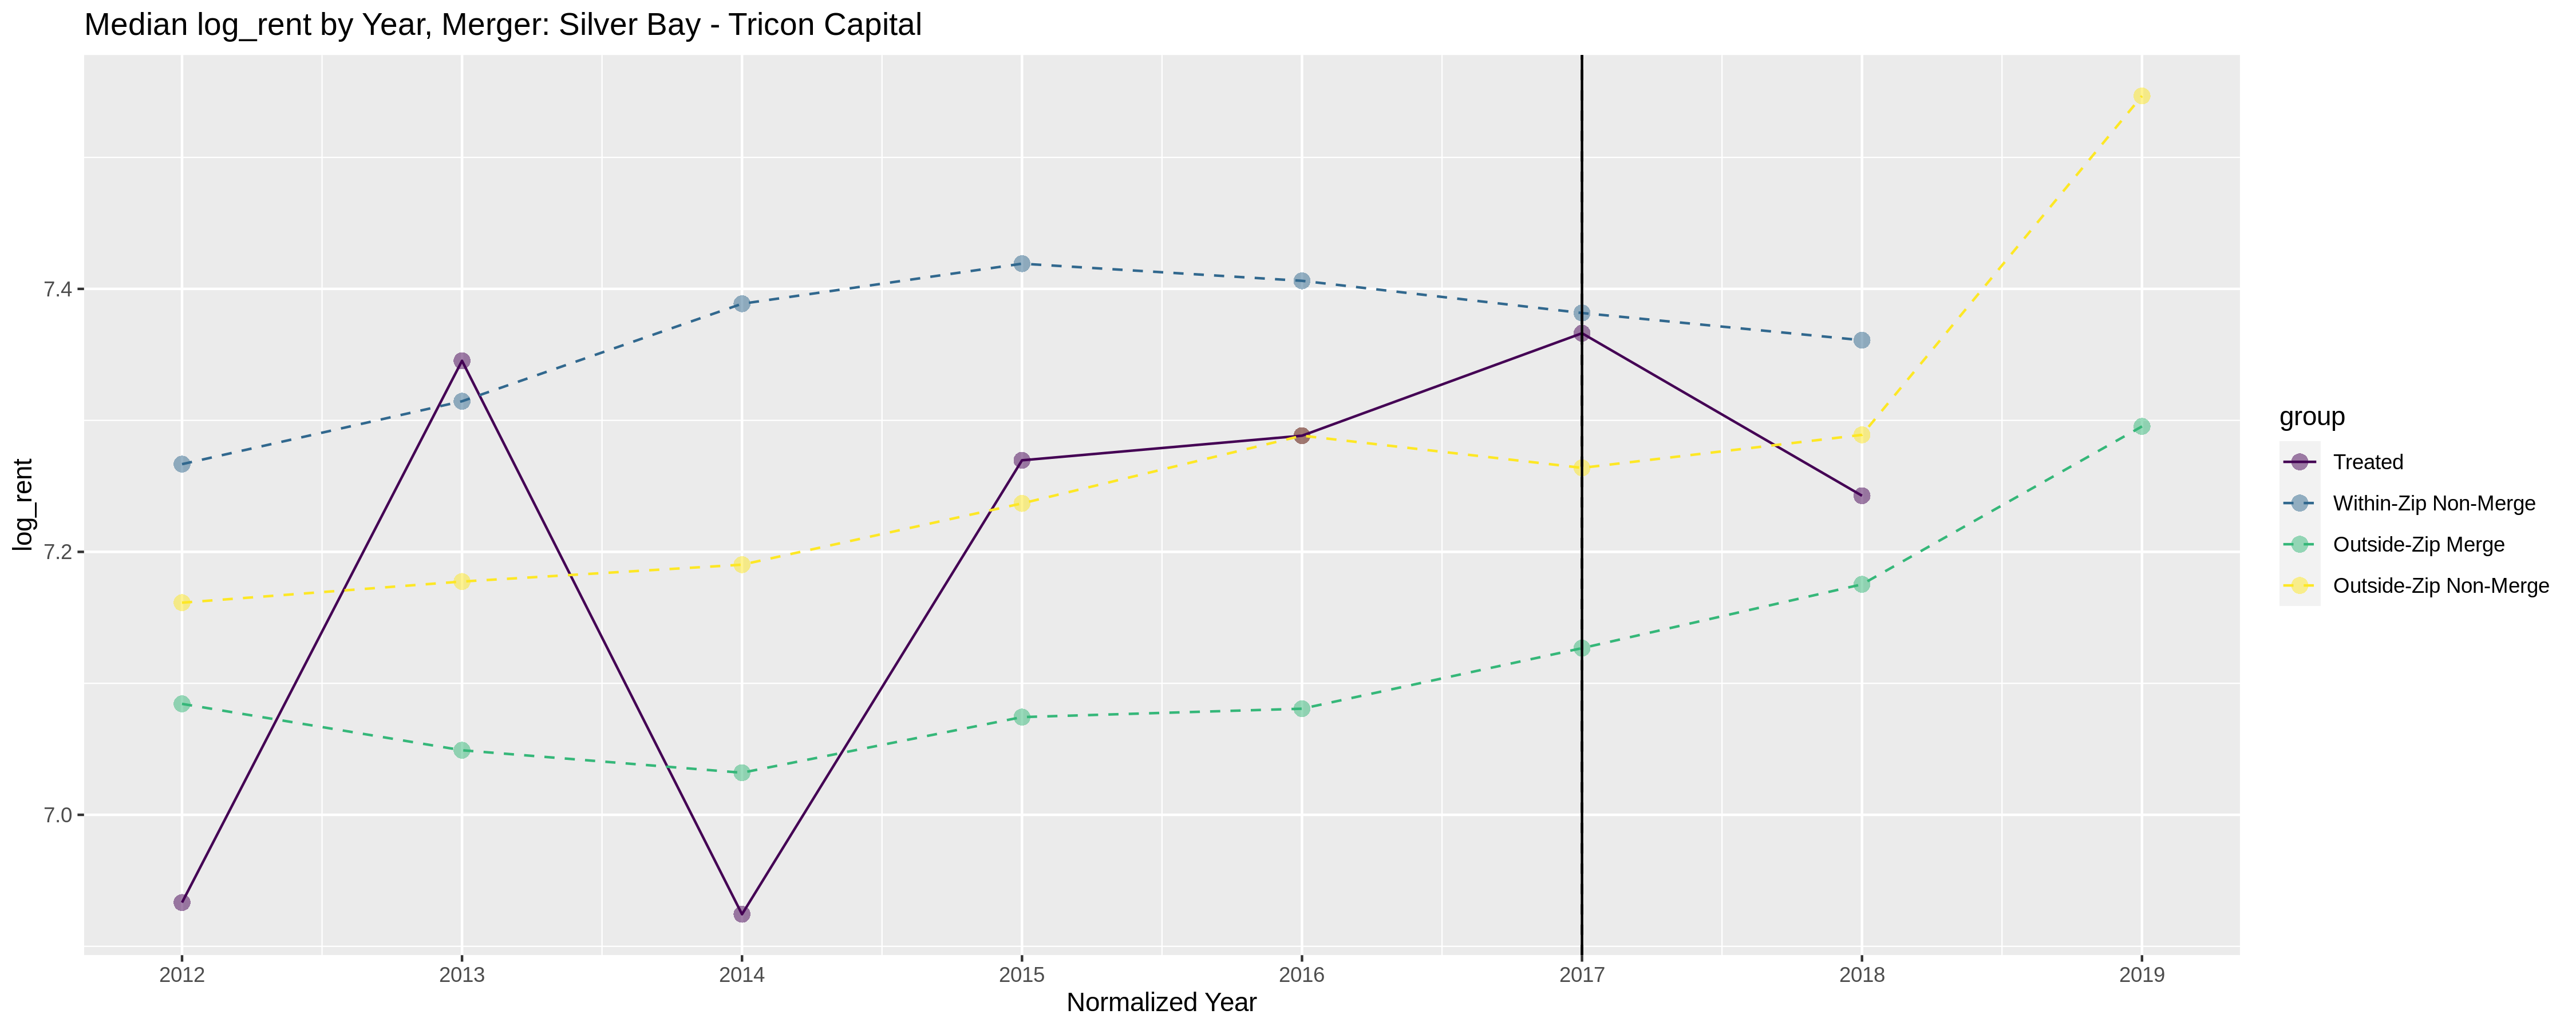 Median log_rent by Year, Merger: Silver Bay - Tricon Capital
log_rent
7.4
7.2
7.0
2012 2013 2014 2015 2016 2017 2018 2019
Normalized Year
group
Treated
Within-Zip Non-Merge
Outside-Zip Merge
Outside-Zip Non-Merge